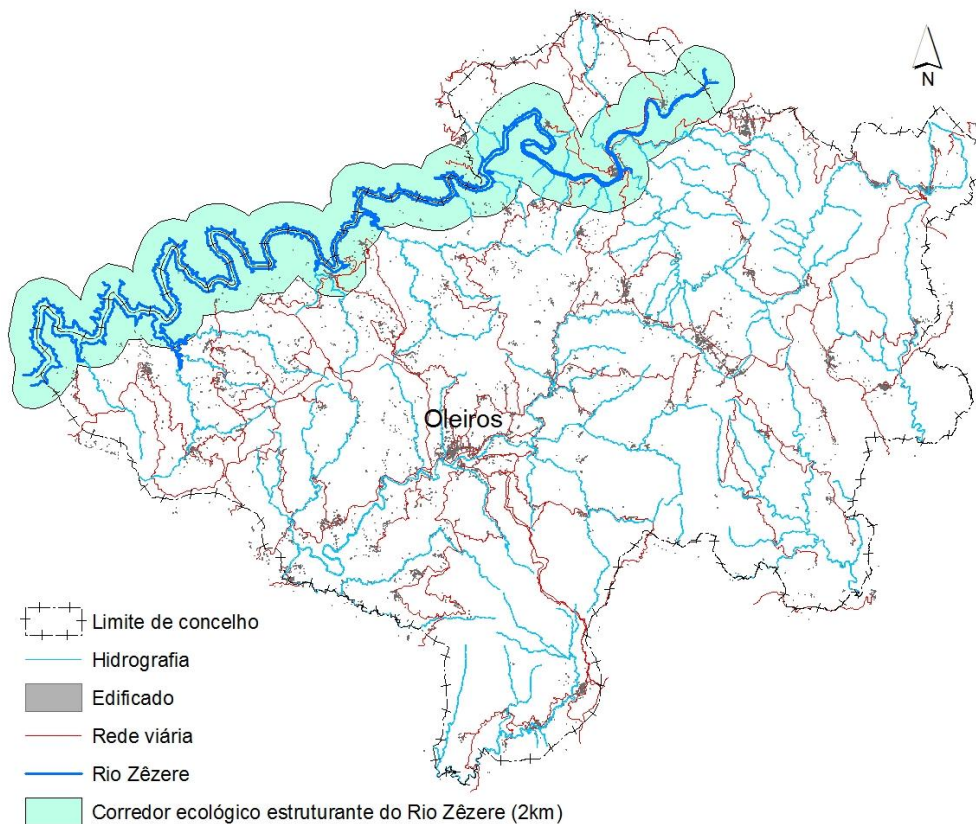 N
Oleiros
Limite de concelho
Hidrografia
Edificado
Rede viária
Rio Zêzere
Corredor ecológico estruturante do Rio Zêzere (2km)